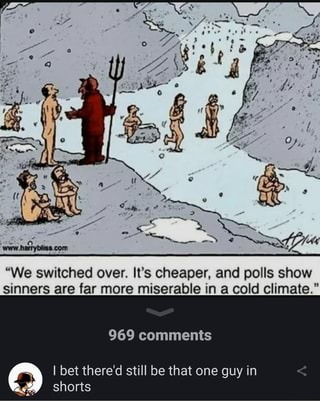 www.harrybliss.com
"We switched over. It's cheaper, and polls show
sinners are far more miserable in a cold climate."
969 comments
I bet there'd still be that one guy in
shorts